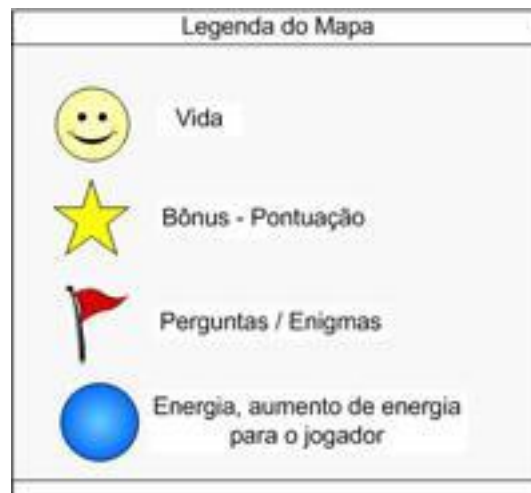 Legenda do Mapa
Vida
Bônus - Pontuação
Perguntas / Enigmas
Energia, aumento de energia
para o jogador